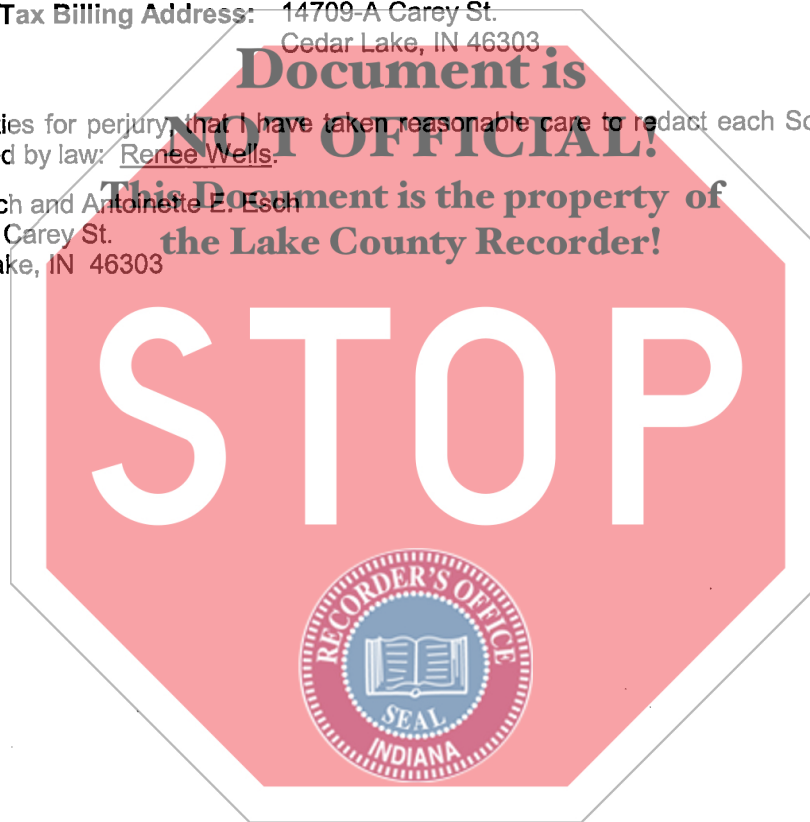 Tax Billing Address: 14709-A Carey St.
Cedar Lake, IN 46303
Document is
ies for perjury, that I have taken reasonable care to redact each So
NOT OFFICIAL!
d by law: Renee Wells.
This Document is the property of
ch and Antoinette E. Esch
Carey St.
the Lake County Recorder!
ake, IN 46303
STOP
RECORDER'S OFFICE
SEAL
INDIANA